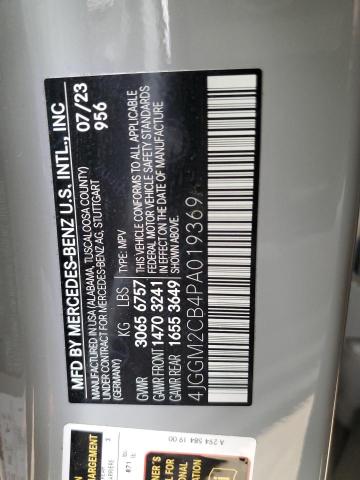 MFD BY MERCEDES-BENZ U.S. INTL., INC
MANUFACTURED IN USA (ALABAMA, TUSCALOOSA COUNTY)
UNDER CONTRACT FOR MERCEDES-BENZ AG, STUTTGART
(GERMANY)
07/23
956
KG LBS TYPE: MPV
GVWR 3065 6757
GAWR FRONT 1470 3241
GAWR REAR 1655 3649
THIS VEHICLE CONFORMS TO ALL APPLICABLE
FEDERAL MOTOR VEHICLE SAFETY STANDARDS
IN EFFECT ON THE DATE OF MANUFACTURE
4JGGM2CB4PA019369
A 294 584 19 00